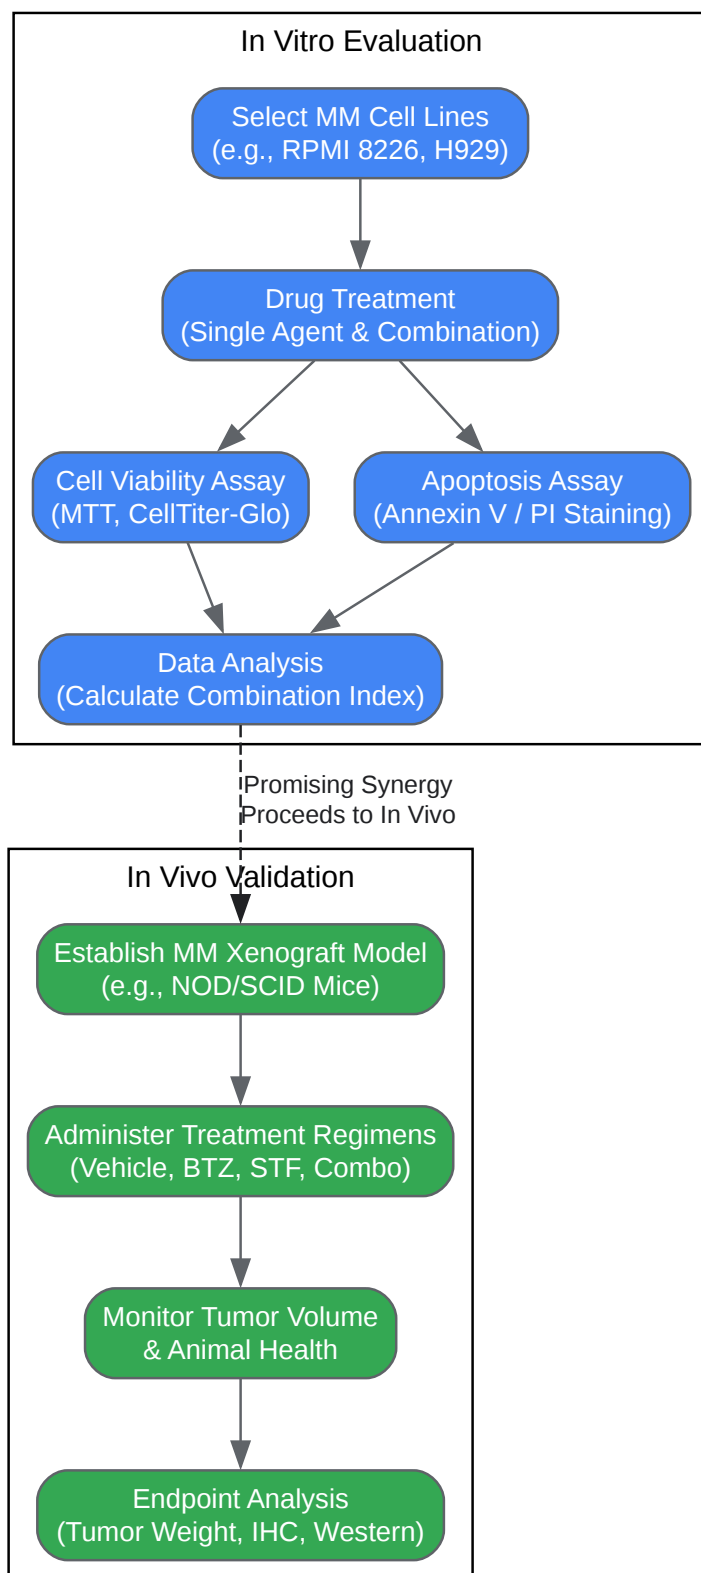 In Vitro Evaluation
Select MM Cell Lines
(e.g., RPMI 8226, H929)
Drug Treatment
(Single Agent & Combination)
Cell Viability Assay
(MTT, CellTiter-Glo)
Apoptosis Assay
(Annexin V / PI Staining)
Data Analysis
(Calculate Combination Index)
Promising Synergy
Proceeds to In Vivo
In Vivo Validation
Establish MM Xenograft Model
(e.g., NOD/SCID Mice)
Administer Treatment Regimens
(Vehicle, BTZ, STF, Combo)
Monitor Tumor Volume
& Animal Health
Endpoint Analysis
(Tumor Weight, IHC, Western)